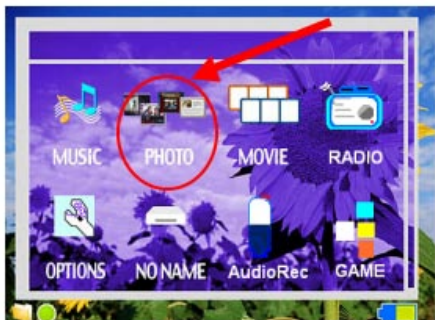 MUSIC PHOTO MOVIE RADIO
OPTIONS NO NAME AudioRec GAME